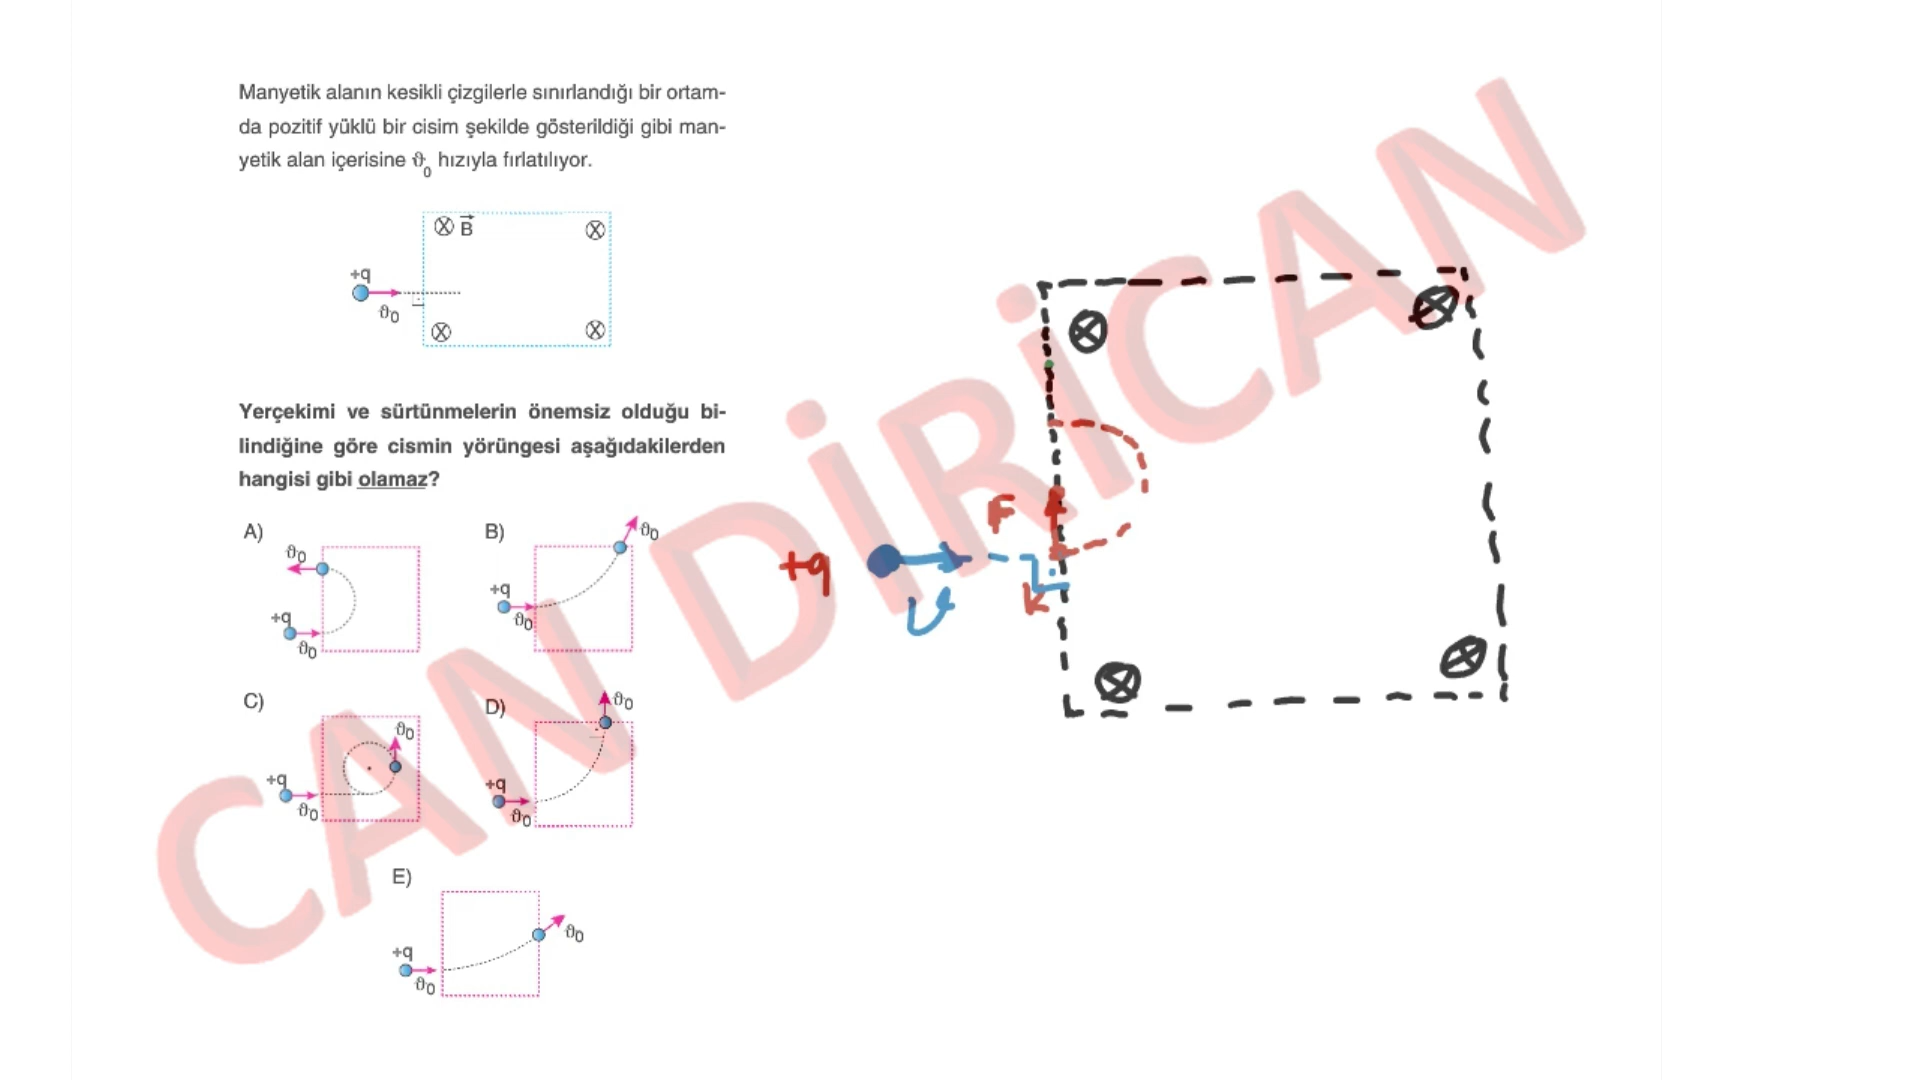 Manyetik alanın kesikli çizgilerle sınırlandığı bir ortam-
da pozitif yüklü bir cisim şekilde gösterildiği gibi man-
yetik alan içerisine ϑ0 hızıyla fırlatılıyor.
B
+q
ϑ0
Yerçekimi ve sürtünmelerin önemsiz olduğu bi-
lindiğine göre cismin yörüngesi aşağıdakilerden
hangisi gibi olamaz?
A)
ϑ0
+q
ϑ0
B)
ϑ0
+q
ϑ0
C)
ϑ0
+q
ϑ0
D)
ϑ0
+q
ϑ0
E)
ϑ0
+q
ϑ0
F
+q
V
K
CAN DİRİCAN